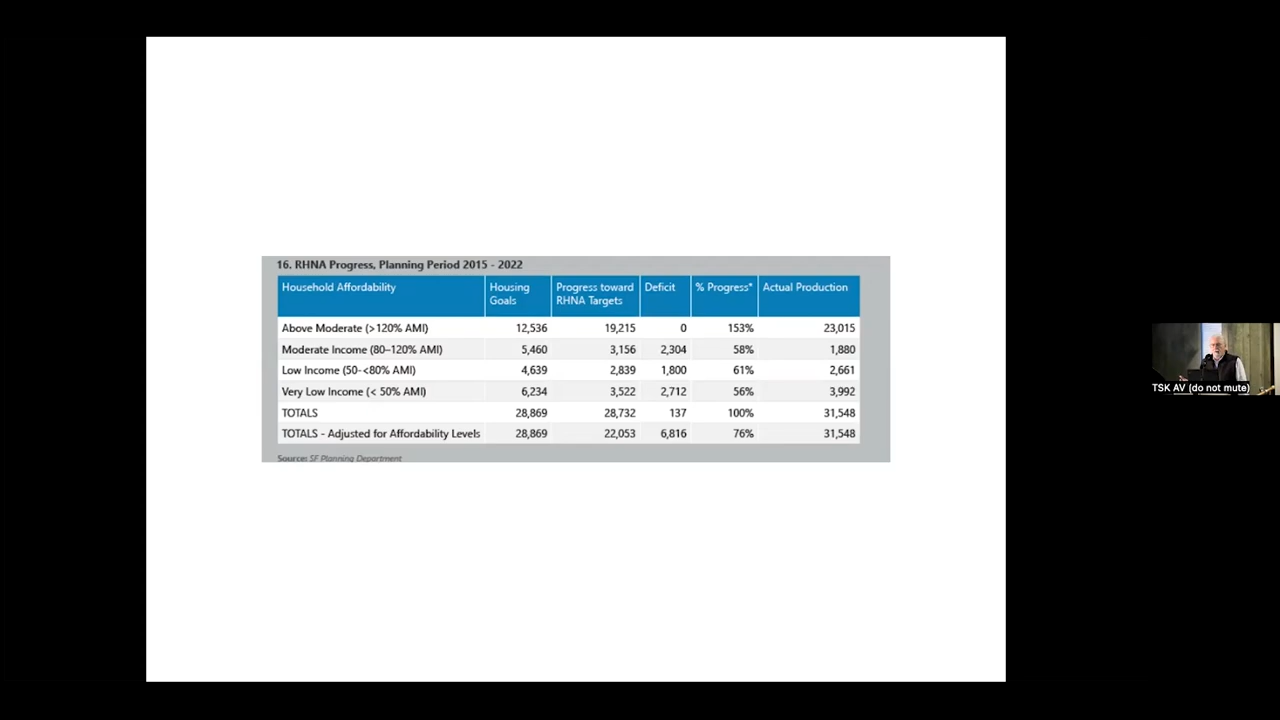 16. RHNA Progress, Planning Period 2015 - 2022
Household Affordability Housing Goals Progress toward RHNA Targets Deficit % Progress* Actual Production
Above Moderate (>120% AMI) 12,536 19,215 0 153% 23,015
Moderate Income (80–120% AMI) 5,460 3,156 2,304 58% 1,880
Low Income (50-<80% AMI) 4,639 2,839 1,800 61% 2,661
Very Low Income (< 50% AMI) 6,234 3,522 2,712 56% 3,992
TOTALS 28,869 28,732 137 100% 31,548
TOTALS - Adjusted for Affordability Levels 28,869 22,053 6,816 76% 31,548
Source: SF Planning Department
TSK AV (do not mute)